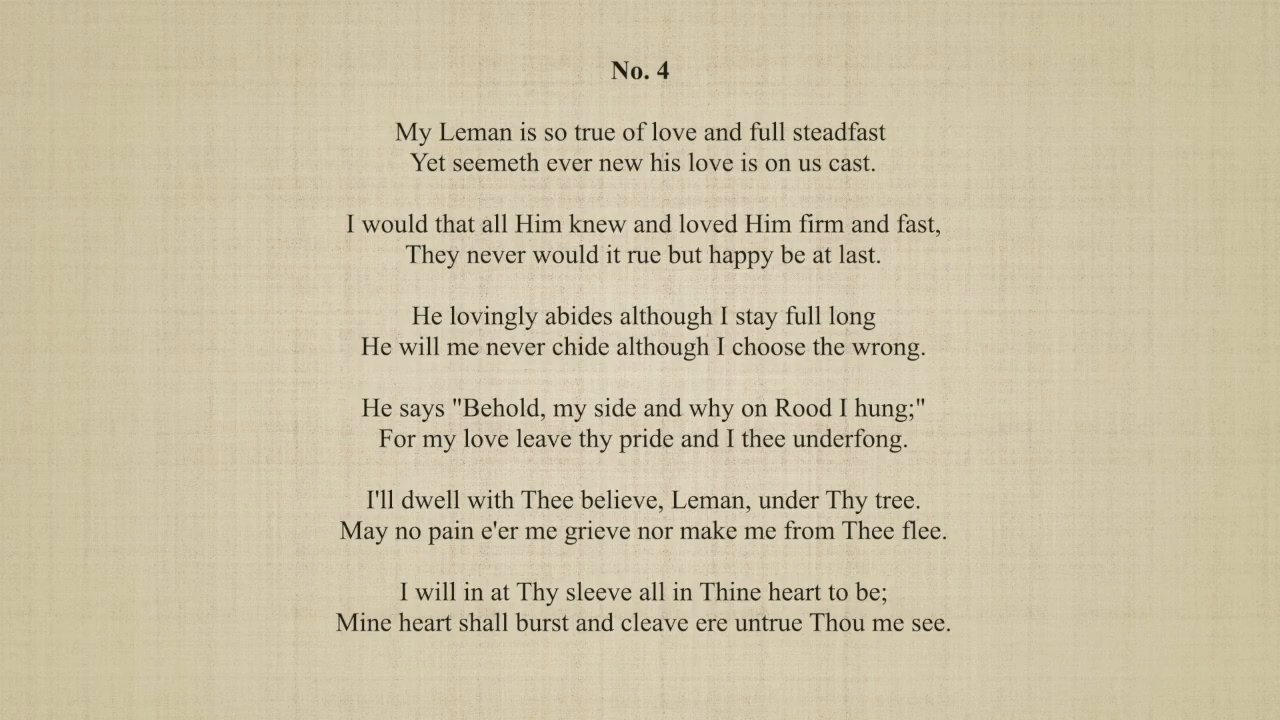 No. 4
My Leman is so true of love and full steadfast
Yet seemeth ever new his love is on us cast.
I would that all Him knew and loved Him firm and fast,
They never would it rue but happy be at last.
He lovingly abides although I stay full long
He will me never chide although I choose the wrong.
He says "Behold, my side and why on Rood I hung;"
For my love leave thy pride and I thee underfong.
I'll dwell with Thee believe, Leman, under Thy tree.
May no pain e'er me grieve nor make me from Thee flee.
I will in at Thy sleeve all in Thine heart to be;
Mine heart shall burst and cleave ere untrue Thou me see.